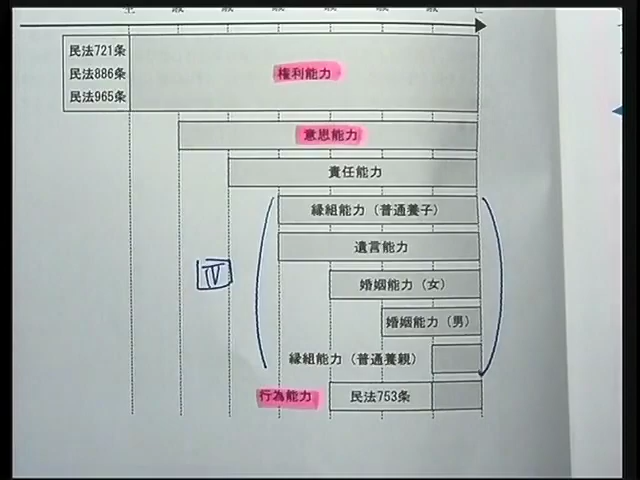 民法721条
民法886条
民法965条
権利能力
意思能力
責任能力
縁組能力（普通養子）
遺言能力
IV
婚姻能力（女）
婚姻能力（男）
縁組能力（普通養親）
行為能力
民法753条